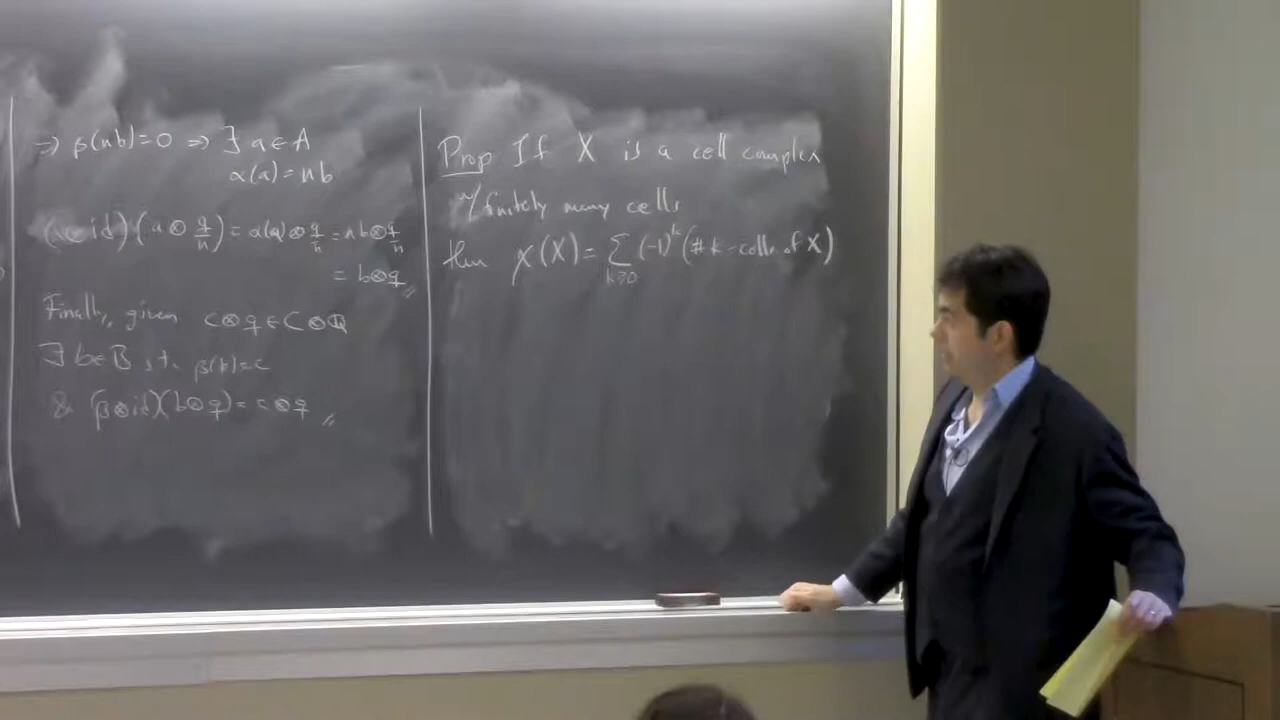 ⇒ β(nb)=0 ⇒ ∃ a∈A
α(a)=nb
(α⊗id)(a⊗q/n)=α(a)⊗q/n=nb⊗q/n
=b⊗q //
Finally, given c⊗q∈C⊗ℚ
∃ b∈B s.t. β(b)=c
& (β⊗id)(b⊗q)=c⊗q //
Prop If X is a cell complex
w/ finitely many cells
then χ(X)=∑_{k≥0}(-1)^k(# k-cells of X)